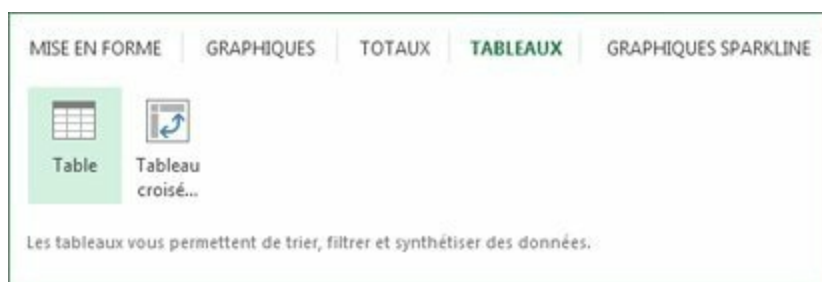 MISE EN FORME GRAPHIQUES TOTAUX TABLEAUX GRAPHIQUES SPARKLINE
Table Tableau
croisé...
Les tableaux vous permettent de trier, filtrer et synthétiser des données.